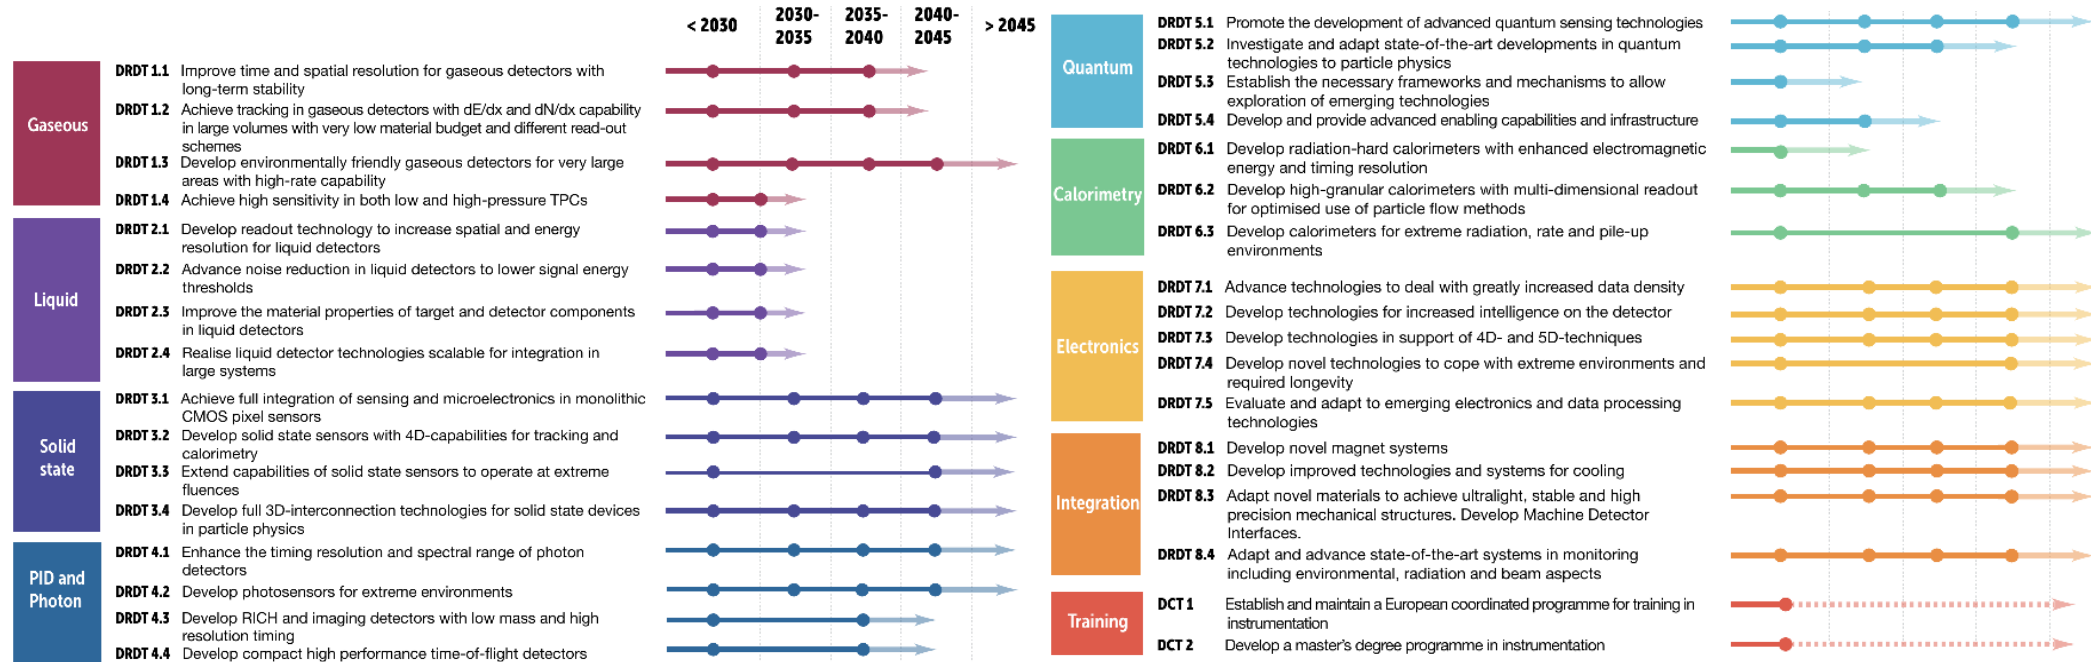 < 2030
2030-
2035
2035-
2040
2040-
2045
> 2045
Gaseous
DRDT 1.1 Improve time and spatial resolution for gaseous detectors with
long-term stability
DRDT 1.2 Achieve tracking in gaseous detectors with dE/dx and dN/dx capability
in large volumes with very low material budget and different read-out
schemes
DRDT 1.3 Develop environmentally friendly gaseous detectors for very large
areas with high-rate capability
DRDT 1.4 Achieve high sensitivity in both low and high-pressure TPCs
Liquid
DRDT 2.1 Develop readout technology to increase spatial and energy
resolution for liquid detectors
DRDT 2.2 Advance noise reduction in liquid detectors to lower signal energy
thresholds
DRDT 2.3 Improve the material properties of target and detector components
in liquid detectors
DRDT 2.4 Realise liquid detector technologies scalable for integration in
large systems
Solid
state
DRDT 3.1 Achieve full integration of sensing and microelectronics in monolithic
CMOS pixel sensors
DRDT 3.2 Develop solid state sensors with 4D-capabilities for tracking and
calorimetry
DRDT 3.3 Extend capabilities of solid state sensors to operate at extreme
fluences
DRDT 3.4 Develop full 3D-interconnection technologies for solid state devices
in particle physics
PID and
Photon
DRDT 4.1 Enhance the timing resolution and spectral range of photon
detectors
DRDT 4.2 Develop photosensors for extreme environments
DRDT 4.3 Develop RICH and imaging detectors with low mass and high
resolution timing
DRDT 4.4 Develop compact high performance time-of-flight detectors
Quantum
DRDT 5.1 Promote the development of advanced quantum sensing technologies
DRDT 5.2 Investigate and adapt state-of-the-art developments in quantum
technologies to particle physics
DRDT 5.3 Establish the necessary frameworks and mechanisms to allow
exploration of emerging technologies
DRDT 5.4 Develop and provide advanced enabling capabilities and infrastructure
Calorimetry
DRDT 6.1 Develop radiation-hard calorimeters with enhanced electromagnetic
energy and timing resolution
DRDT 6.2 Develop high-granular calorimeters with multi-dimensional readout
for optimised use of particle flow methods
DRDT 6.3 Develop calorimeters for extreme radiation, rate and pile-up
environments
Electronics
DRDT 7.1 Advance technologies to deal with greatly increased data density
DRDT 7.2 Develop technologies for increased intelligence on the detector
DRDT 7.3 Develop technologies in support of 4D- and 5D-techniques
DRDT 7.4 Develop novel technologies to cope with extreme environments and
required longevity
DRDT 7.5 Evaluate and adapt to emerging electronics and data processing
technologies
Integration
DRDT 8.1 Develop novel magnet systems
DRDT 8.2 Develop improved technologies and systems for cooling
DRDT 8.3 Adapt novel materials to achieve ultralight, stable and high
precision mechanical structures. Develop Machine Detector
Interfaces.
DRDT 8.4 Adapt and advance state-of-the-art systems in monitoring
including environmental, radiation and beam aspects
Training
DCT 1 Establish and maintain a European coordinated programme for training in
instrumentation
DCT 2 Develop a master's degree programme in instrumentation